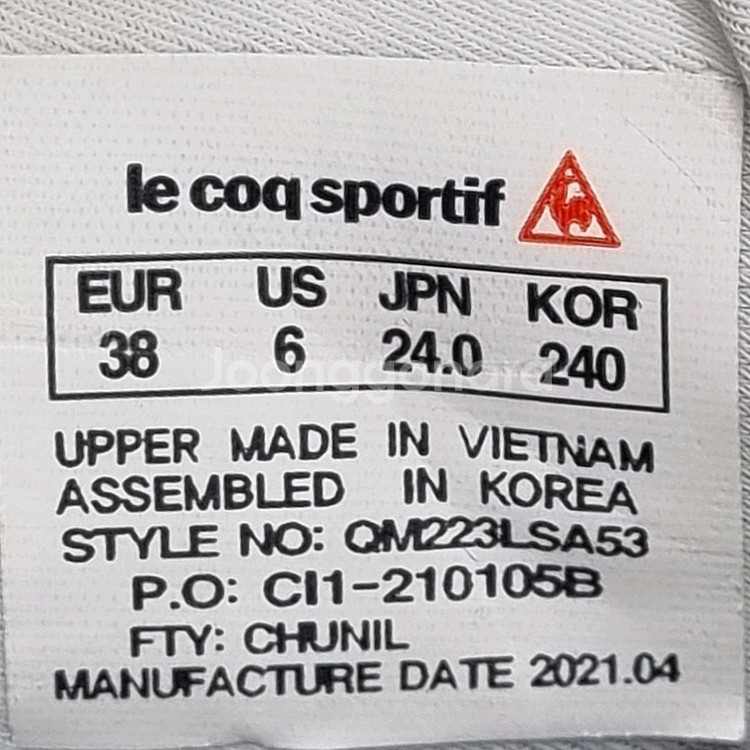 le coq sportif
EUR US JPN KOR
38 6 24.0 240
Joonggonara
UPPER MADE IN VIETNAM
ASSEMBLED IN KOREA
STYLE NO: QM223LSA53
P.O: CI1-210105B
FTY: CHUNIL
MANUFACTURE DATE 2021.04